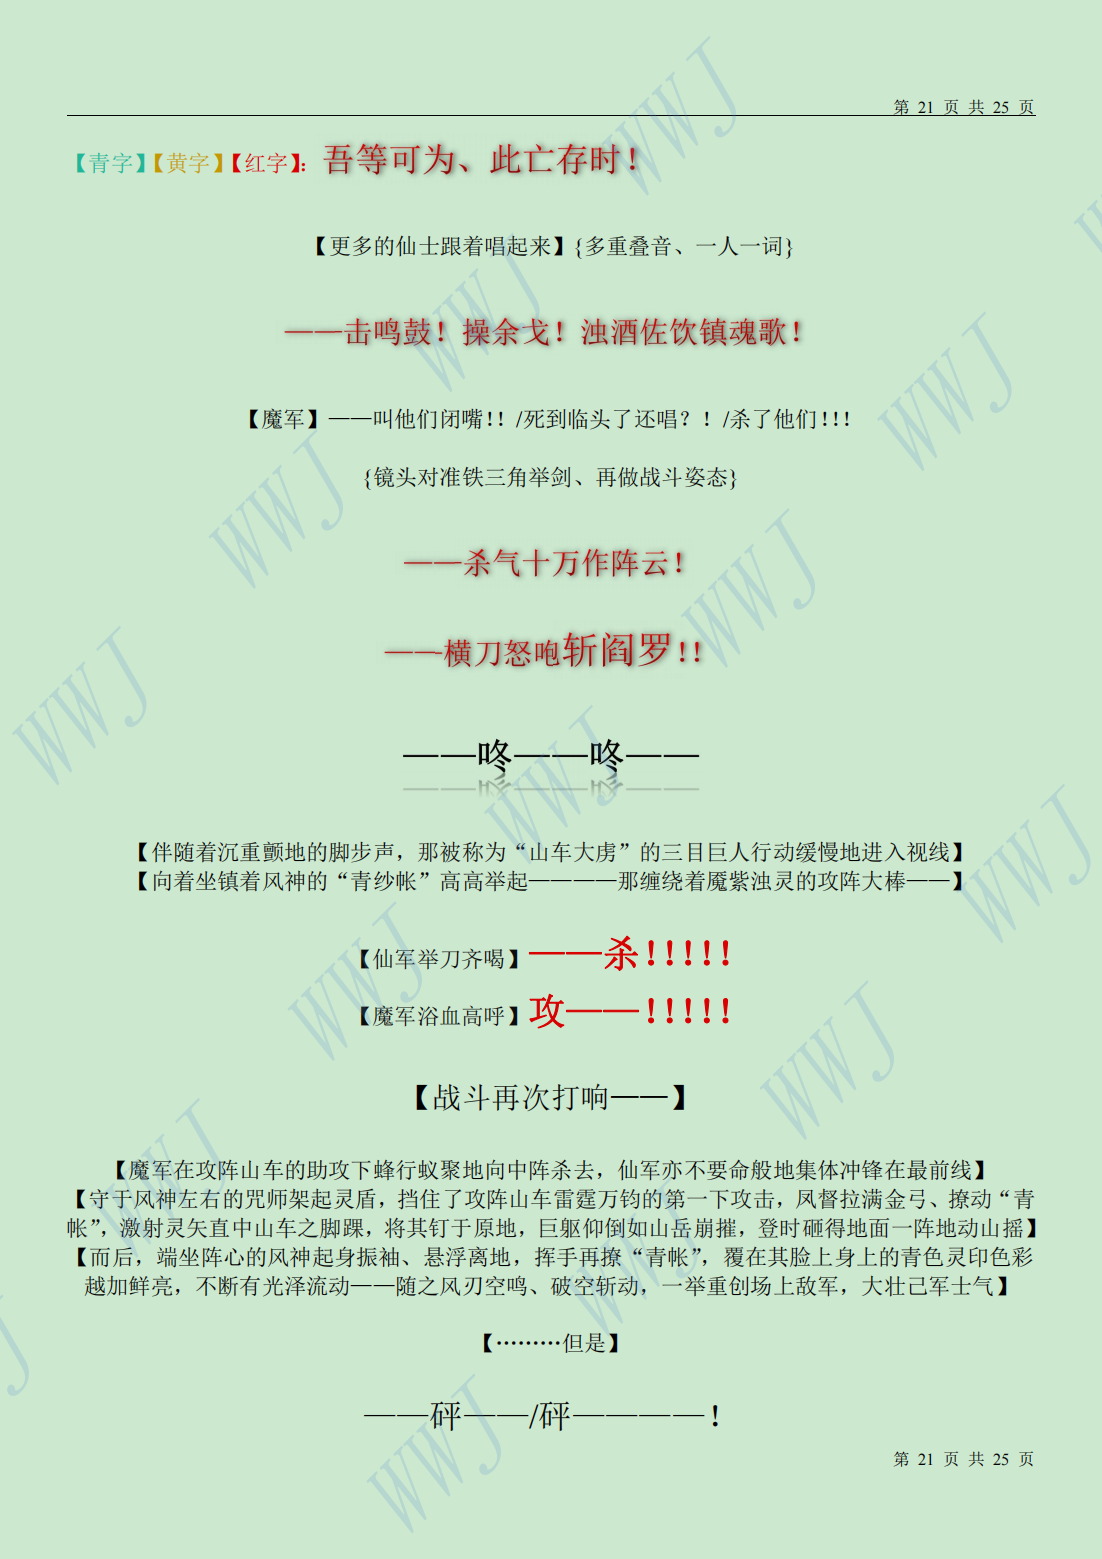 第 21 页 共 25 页
【青字】【黄字】【红字】：吾等可为、此亡存时！
【更多的仙士跟着唱起来】{多重叠音、一人一词}
——击鸣鼓！操余戈！浊酒佐饮镇魂歌！
【魔军】——叫他们闭嘴！！/死到临头了还唱？！/杀了他们！！！
{镜头对准铁三角举剑、再做战斗姿态}
——杀气十万作阵云！
——横刀怒咆斩阎罗！！
——咚——咚——
【伴随着沉重颤地的脚步声，那被称为“山车大虏”的三目巨人行动缓慢地进入视线】
【向着坐镇着风神的“青纱帐”高高举起————那缠绕着魇紫浊灵的攻阵大棒——】
【仙军举刀齐喝】——杀！！！！！
【魔军浴血高呼】攻——！！！！！
【战斗再次打响——】
【魔军在攻阵山车的助攻下蜂行蚁聚地向中阵杀去，仙军亦不要命般地集体冲锋在最前线】
【守于风神左右的咒师架起灵盾，挡住了攻阵山车雷霆万钧的第一下攻击，凤督拉满金弓、撩动“青
帐”，激射灵矢直中山车之脚踝，将其钉于原地，巨躯仰倒如山岳崩摧，登时砸得地面一阵地动山摇】
【而后，端坐阵心的风神起身振袖、悬浮离地，挥手再撩“青帐”，覆在其脸上身上的青色灵印色彩
越加鲜亮，不断有光泽流动——随之风刃空鸣、破空斩动，一举重创场上敌军，大壮己军士气】
【………但是】
——砰——/砰————！
第 21 页 共 25 页
WWJ
WWJ
WWJ
WWJ
WWJ
WWJ
WWJ
WWJ
WWJ
WWJ
WWJ
WWJ
WWJ